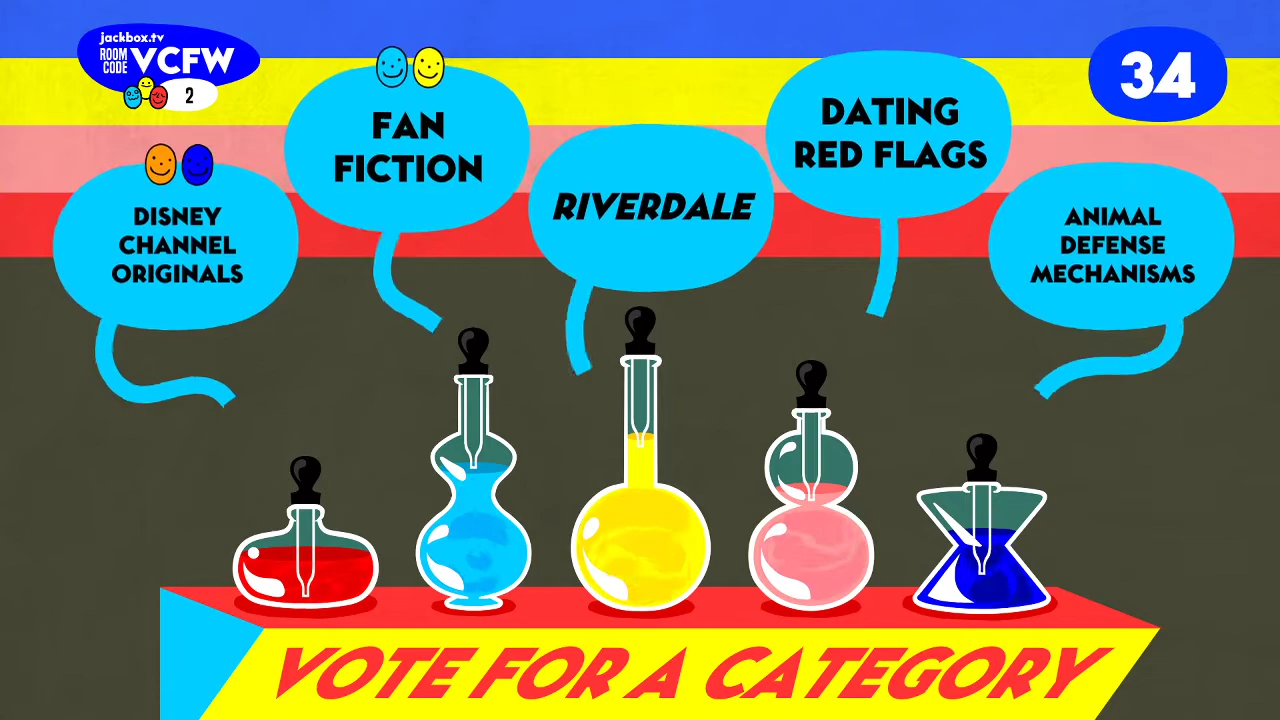 jackbox.tv
ROOM CODE VCFW
2
34
FAN
FICTION
DATING
RED FLAGS
RIVERDALE
DISNEY
CHANNEL
ORIGINALS
ANIMAL
DEFENSE
MECHANISMS
VOTE FOR A CATEGORY